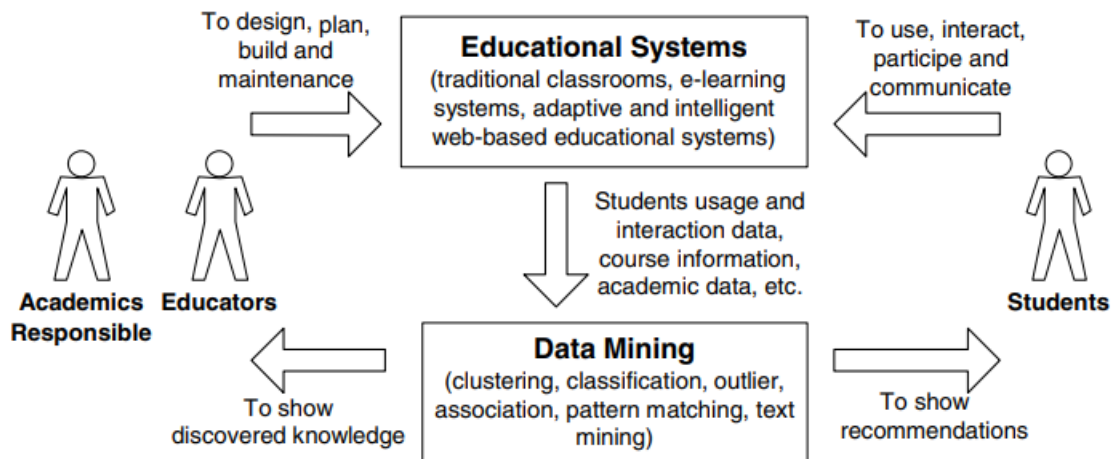 To design, plan,
build and
maintenance
Educational Systems
(traditional classrooms, e-learning
systems, adaptive and intelligent
web-based educational systems)
To use, interact,
participe and
communicate
Students usage and
interaction data,
course information,
academic data, etc.
Academics
Responsible
Educators
Students
Data Mining
(clustering, classification, outlier,
association, pattern matching, text
mining)
To show
discovered knowledge
To show
recommendations